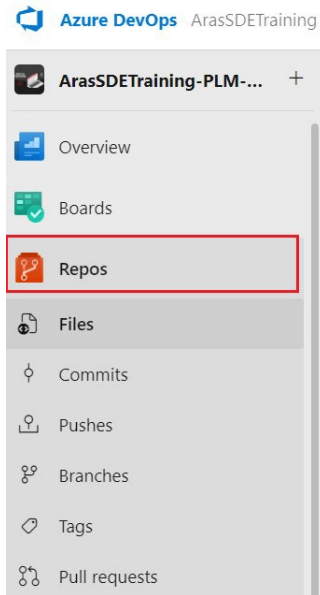 Azure DevOps ArasSDETraining
ArasSDETraining-PLM-... +
Overview
Boards
Repos
Files
Commits
Pushes
Branches
Tags
Pull requests